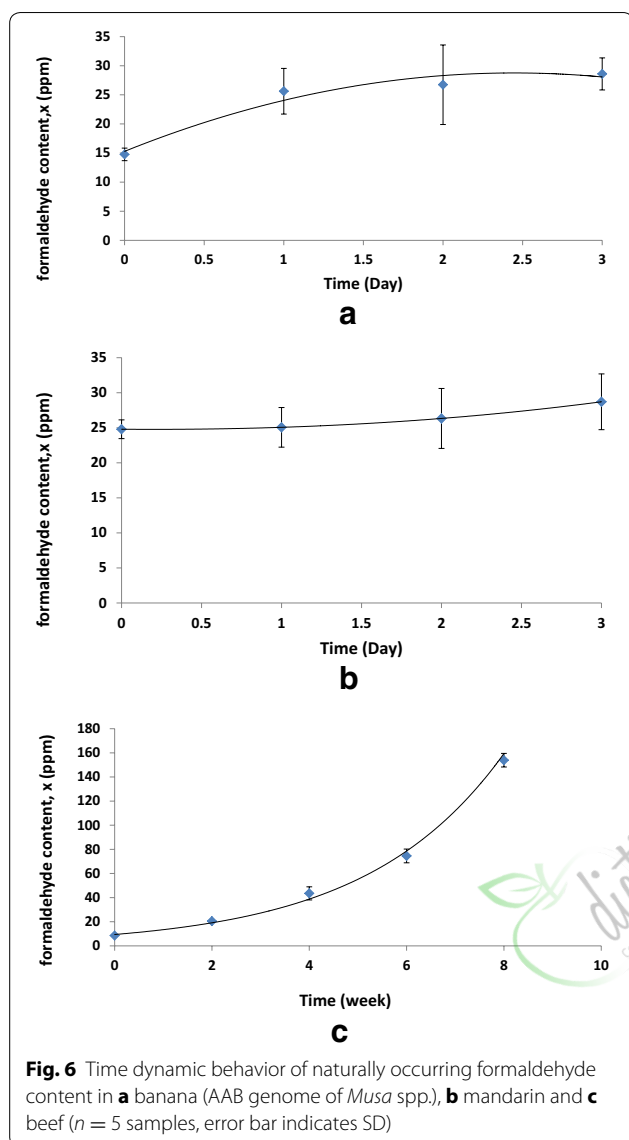 35
30
25
20
15
10
5
0
formaldehyde content,x (ppm)
0 0.5 1 1.5 2 2.5 3
Time (Day)
a
35
30
25
20
15
10
5
0
formaldehyde content,x (ppm)
0 0.5 1 1.5 2 2.5 3
Time (Day)
b
180
160
140
120
100
80
60
40
20
0
formaldehyde content, x (ppm)
0 2 4 6 8 10
Time (week)
c
Fig. 6 Time dynamic behavior of naturally occurring formaldehyde
content in a banana (AAB genome of Musa spp.), b mandarin and c
beef (n = 5 samples, error bar indicates SD)